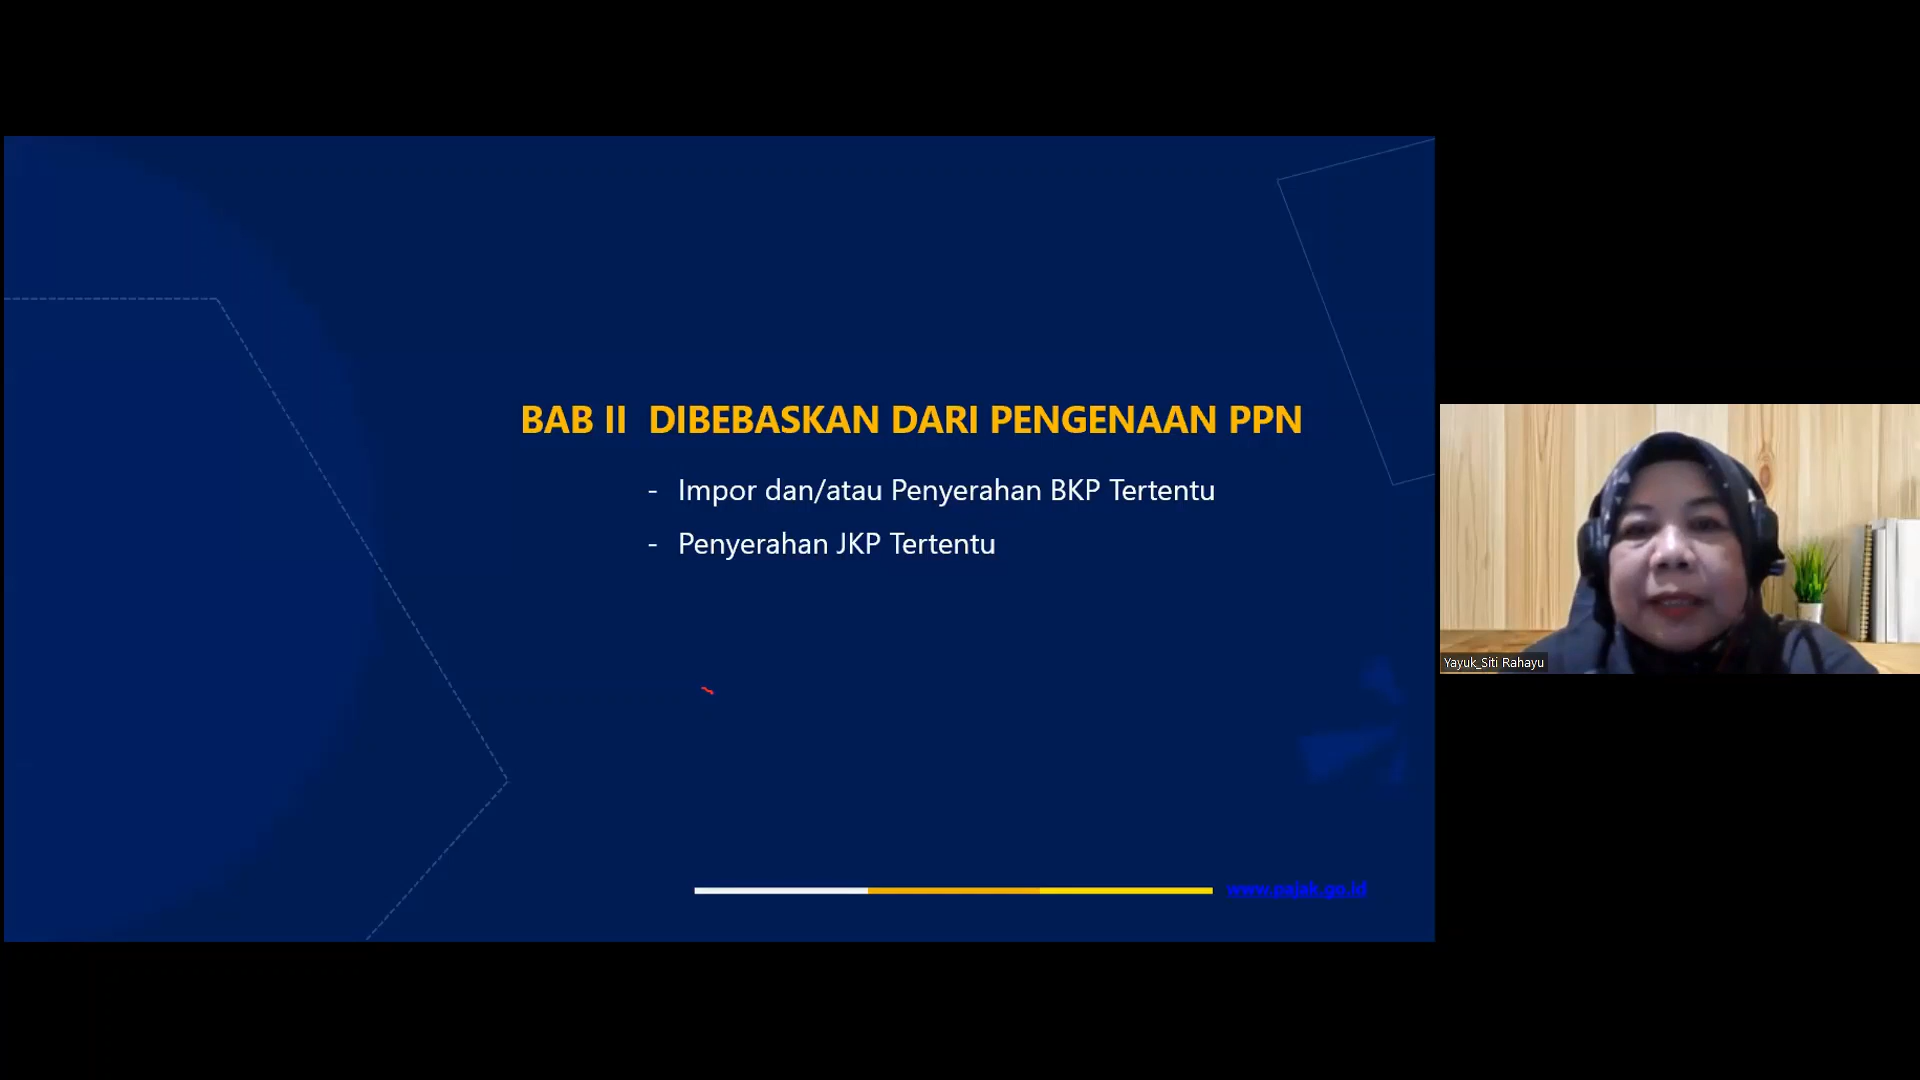 BAB II  DIBEBASKAN DARI PENGENAAN PPN
- Impor dan/atau Penyerahan BKP Tertentu
- Penyerahan JKP Tertentu
Yayuk_Siti Rahayu
www.pajak.go.id